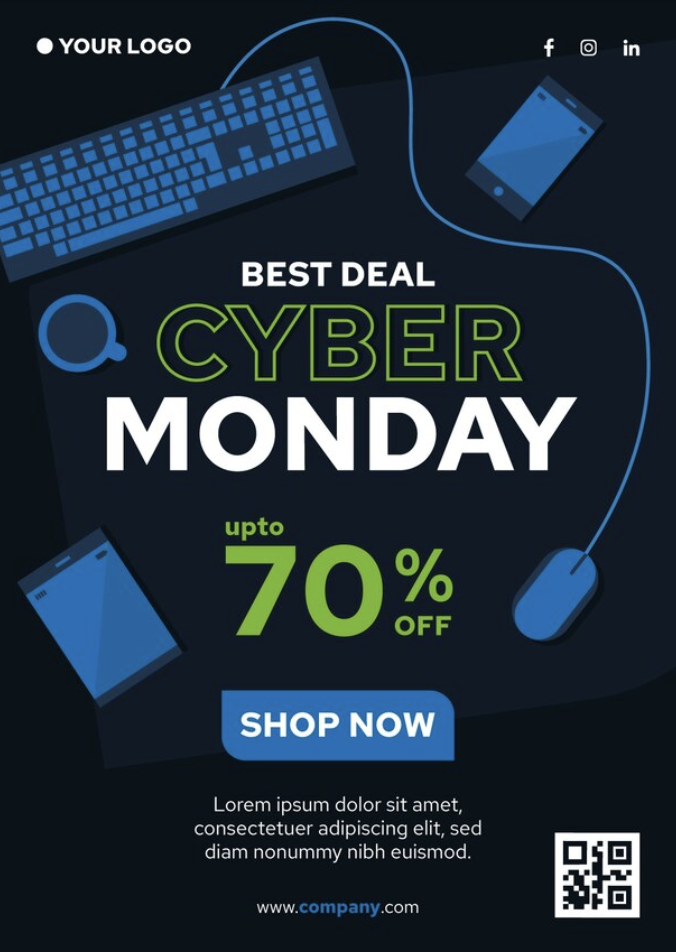 YOUR LOGO
BEST DEAL
CYBER
MONDAY
upto
70%
OFF
SHOP NOW
Lorem ipsum dolor sit amet,
consectetuer adipiscing elit, sed
diam nonummy nibh euismod.
www.company.com